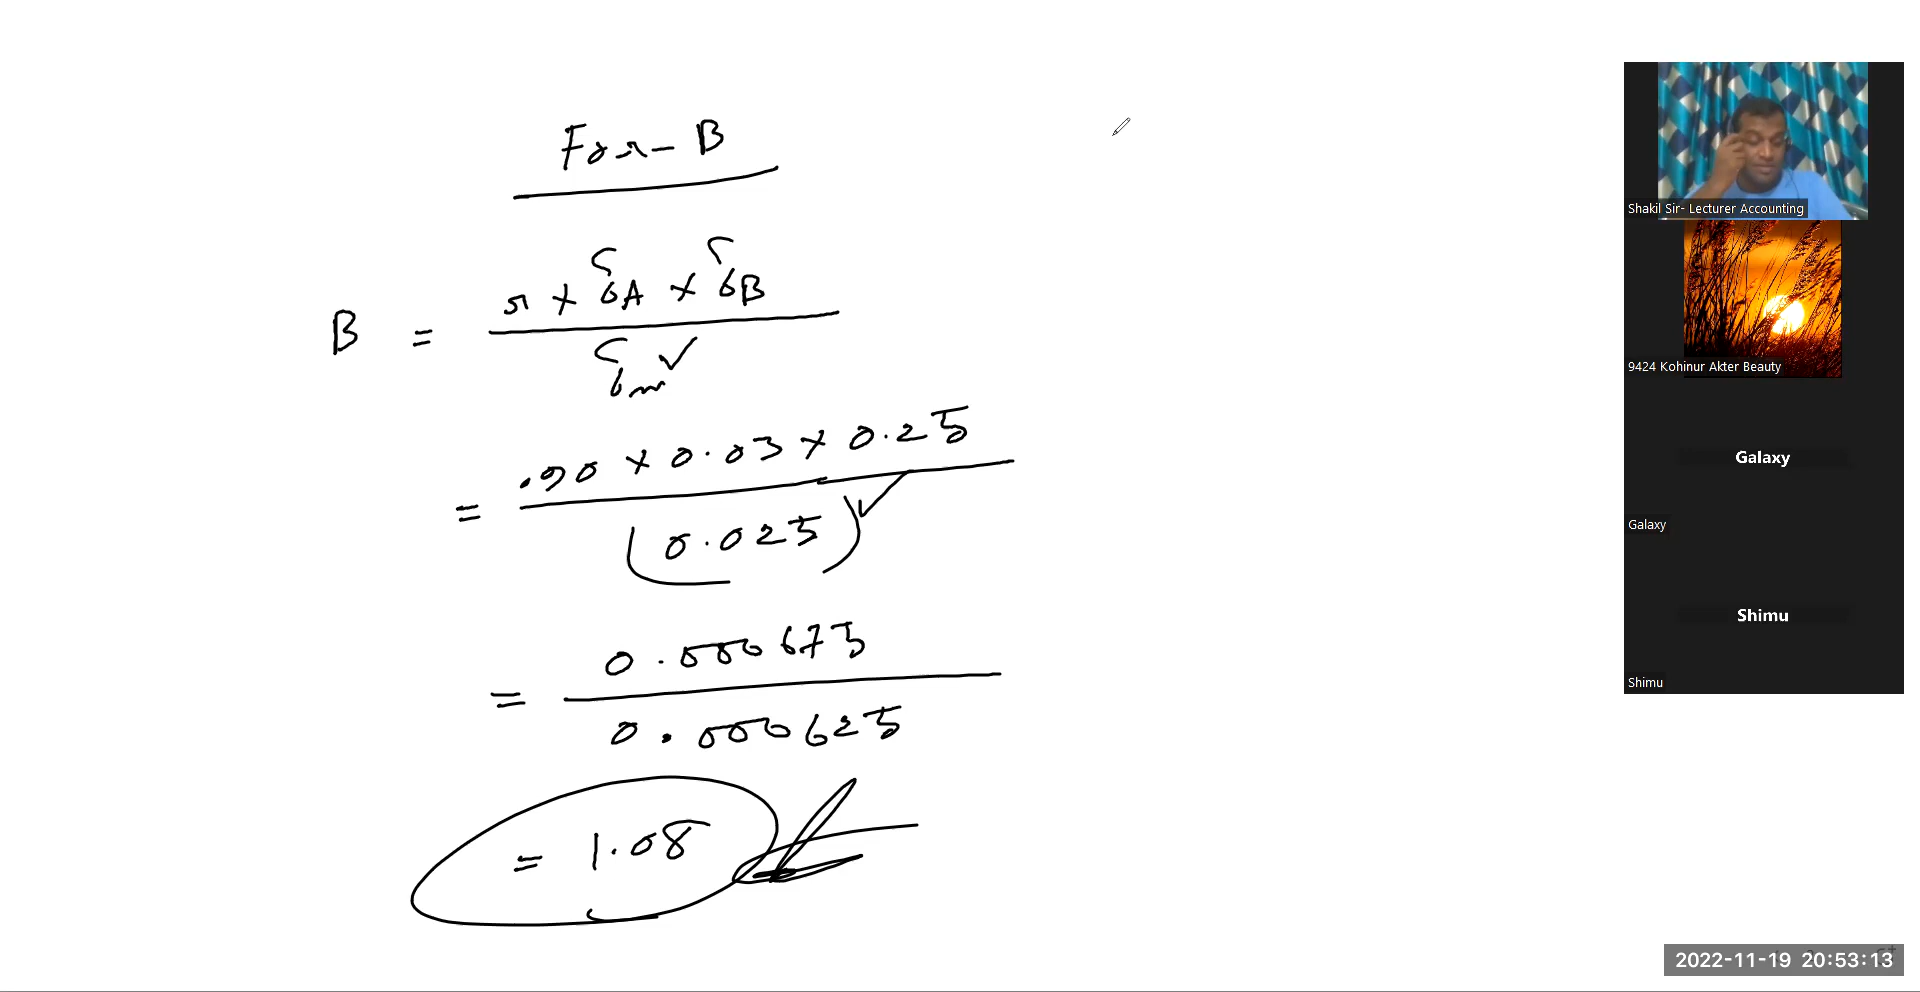 For - B
r × σA × σB
B =
σm²
.90 × 0.03 × 0.25
=
(0.025)²
0.000675
=
0.000625
= 1.08
Shakil Sir- Lecturer Accounting
9424 Kohinur Akter Beauty
Galaxy
Galaxy
Shimu
Shimu
2022-11-19 20:53:13